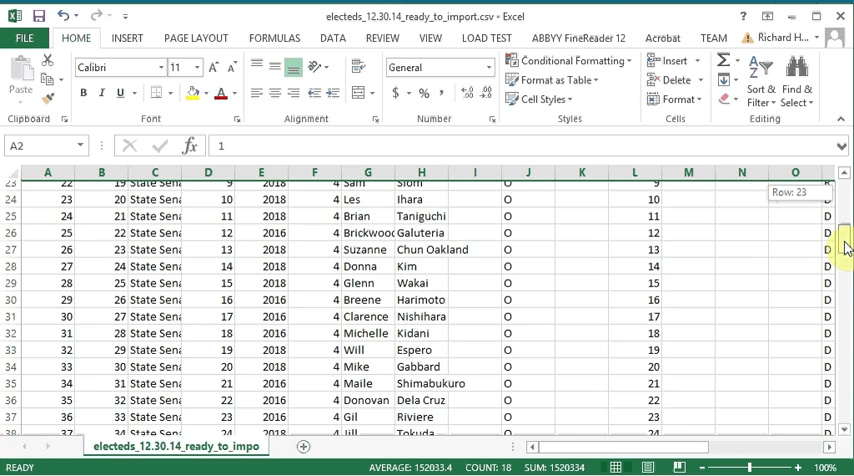 electeds_12.30.14_ready_to_import.csv - Excel
FILE HOME INSERT PAGE LAYOUT FORMULAS DATA REVIEW VIEW LOAD TEST ABBYY FineReader 12 Acrobat TEAM Richard H...
Paste Calibri 11 A A General Conditional Formatting Insert Σ A Z
B I U A $ % , .0 .00 Format as Table Delete Sort & Find &
Cell Styles Format Filter Select
Clipboard Font Alignment Number Styles Cells Editing
A2 fx 1
A B C D E F G H I J K L M N O
23 22 19 State Sena 9 2018 4 Sam Slom O 9 R
Row: 23
24 23 20 State Sena 10 2018 4 Les Ihara O 10 D
25 24 21 State Sena 11 2018 4 Brian Taniguchi O 11 D
26 25 22 State Sena 12 2016 4 Brickwood Galuteria O 12 D
27 26 23 State Sena 13 2018 4 Suzanne Chun Oakland O 13 D
28 27 24 State Sena 14 2018 4 Donna Kim O 14 D
29 28 25 State Sena 15 2018 4 Glenn Wakai O 15 D
30 29 26 State Sena 16 2016 4 Breene Harimoto O 16 D
31 30 27 State Sena 17 2016 4 Clarence Nishihara O 17 D
32 31 28 State Sena 18 2016 4 Michelle Kidani O 18 D
33 32 29 State Sena 19 2018 4 Will Espero O 19 D
34 33 30 State Sena 20 2018 4 Mike Gabbard O 20 D
35 34 31 State Sena 21 2016 4 Maile Shimabukuro O 21 D
36 35 32 State Sena 22 2016 4 Donovan Dela Cruz O 22 D
37 36 33 State Sena 23 2016 4 Gil Riviere O 23 D
38 37 34 State Sena 24 2018 4 Jill Tokuda O 24 D
electeds_12.30.14_ready_to_impo
READY AVERAGE: 152033.4 COUNT: 18 SUM: 1520334 100%